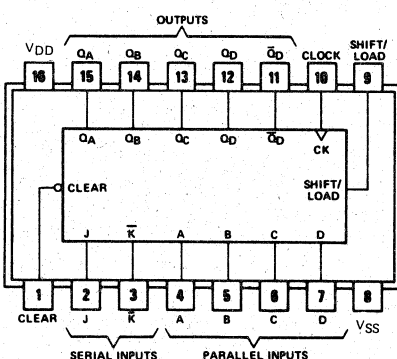 OUTPUTS
VDD QA QB QC QD Q̅D CLOCK SHIFT/
LOAD
16 15 14 13 12 11 10 9
QA QB QC QD Q̅D
CK
CLEAR
SHIFT/
LOAD
J K̅ A B C D
1 2 3 4 5 6 7 8
CLEAR J K̅ A B C D VSS
SERIAL INPUTS PARALLEL INPUTS